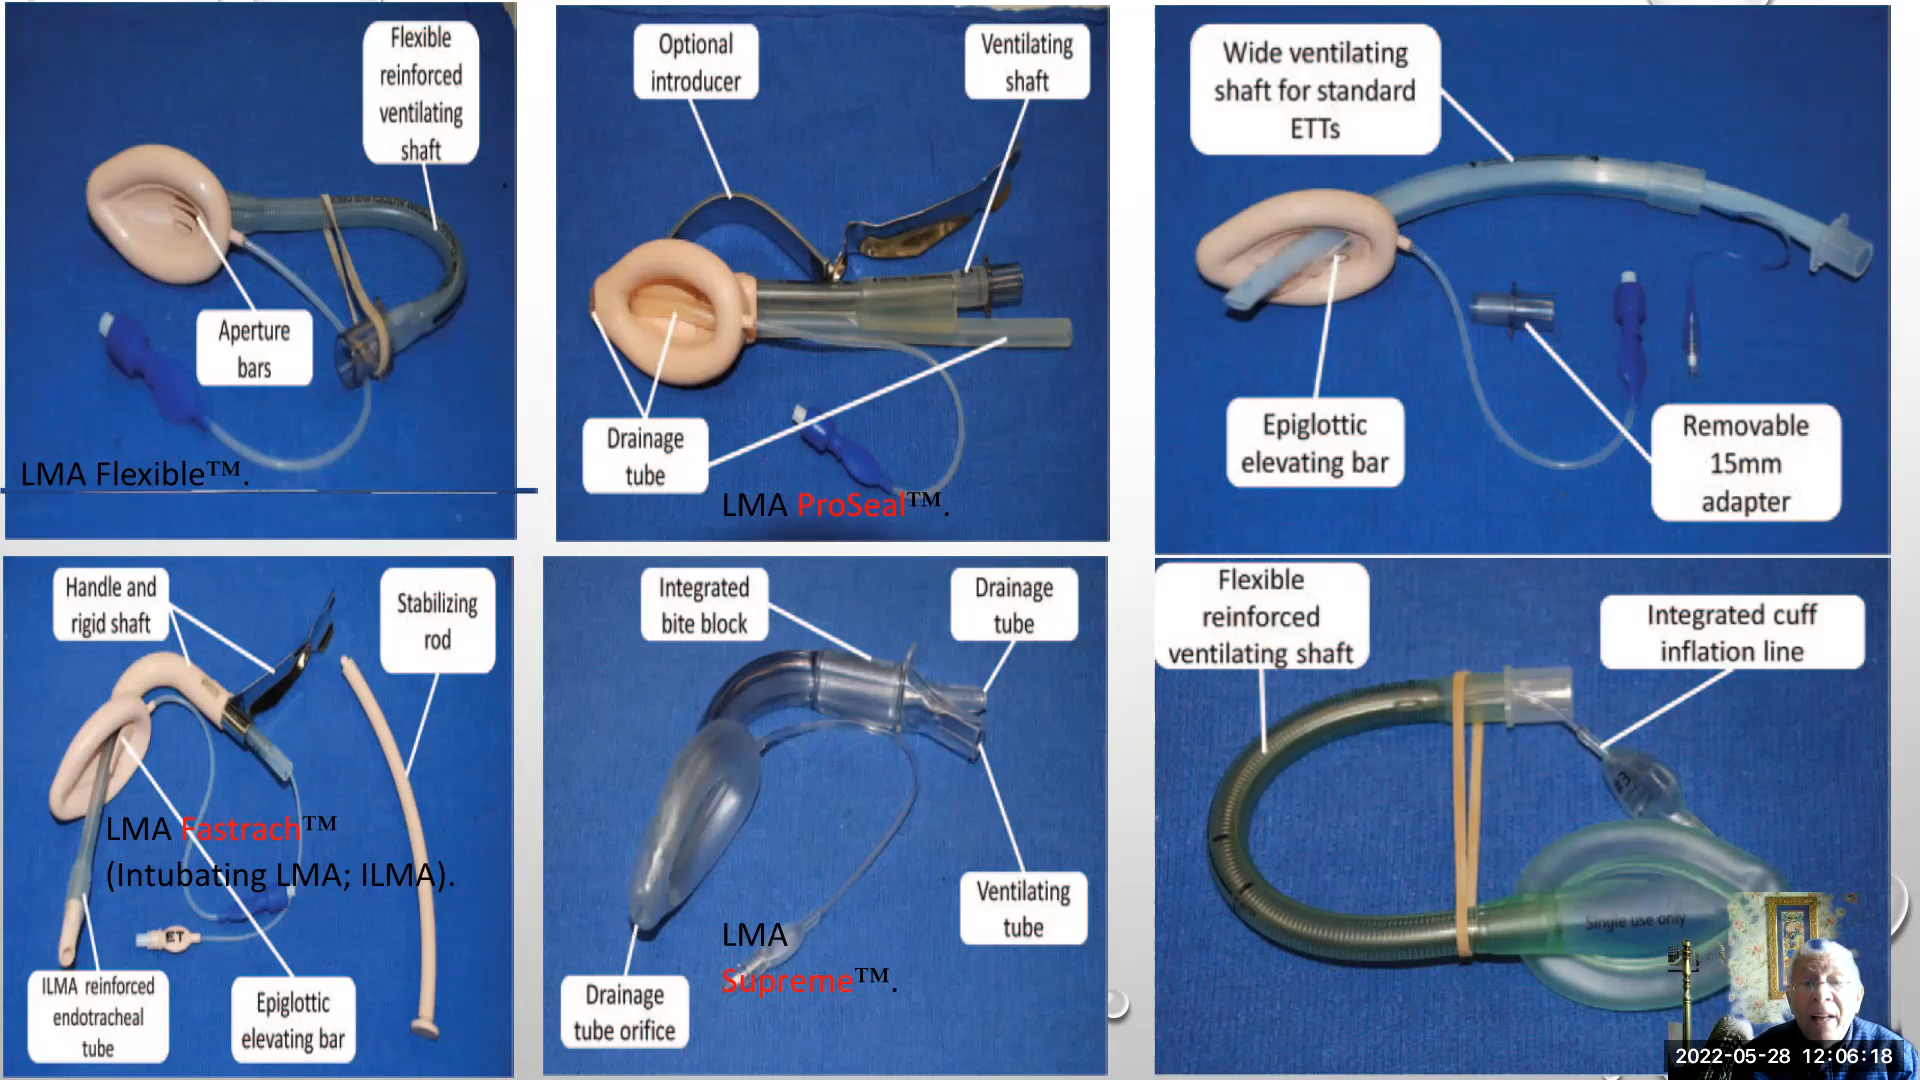 Flexible
reinforced
ventilating
shaft
Aperture
bars
LMA Flexible™.
Optional
introducer
Ventilating
shaft
Drainage
tube
LMA ProSeal™.
Wide ventilating
shaft for standard
ETTs
Epiglottic
elevating bar
Removable
15mm
adapter
Handle and
rigid shaft
Stabilizing
rod
LMA Fastrach™
(Intubating LMA; ILMA).
ET
ILMA reinforced
endotracheal
tube
Epiglottic
elevating bar
Integrated
bite block
Drainage
tube
Ventilating
tube
LMA
Supreme™.
Drainage
tube orifice
Flexible
reinforced
ventilating shaft
Integrated cuff
inflation line
Single use only
2022-05-28 12:06:18